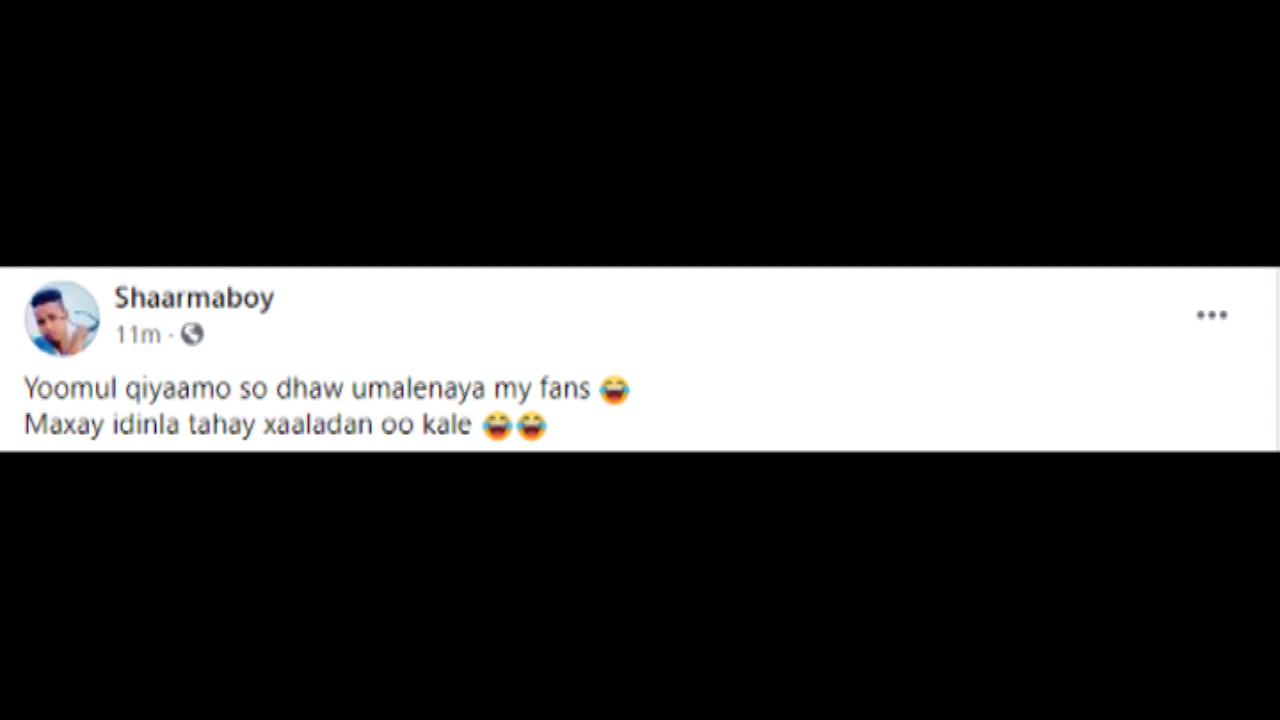 Shaarmaboy
11m ·
Yoomul qiyaamo so dhaw umalenaya my fans 😂
Maxay idinla tahay xaaladan oo kale 😂😂